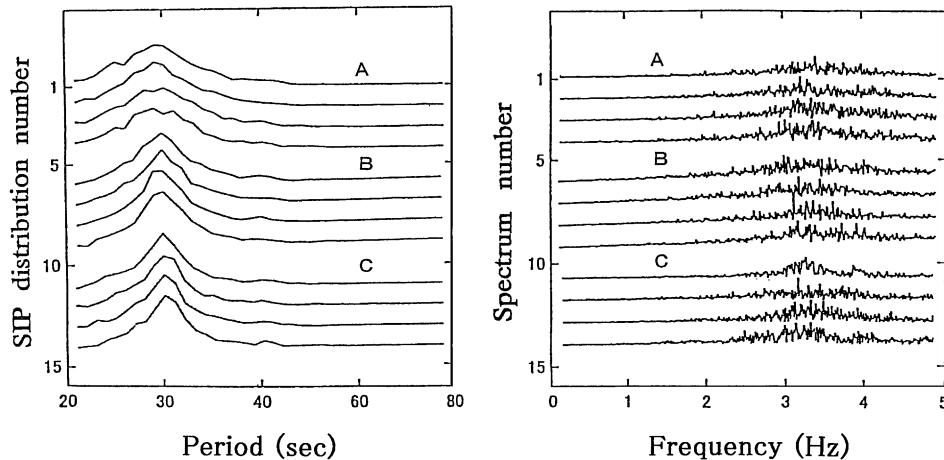 SIP distribution number
1
5
10
15
A
B
C
20
30
40
60
80
Period (sec)
Spectrum number
1
5
10
15
A
B
C
0
1
2
3
4
5
Frequency (Hz)